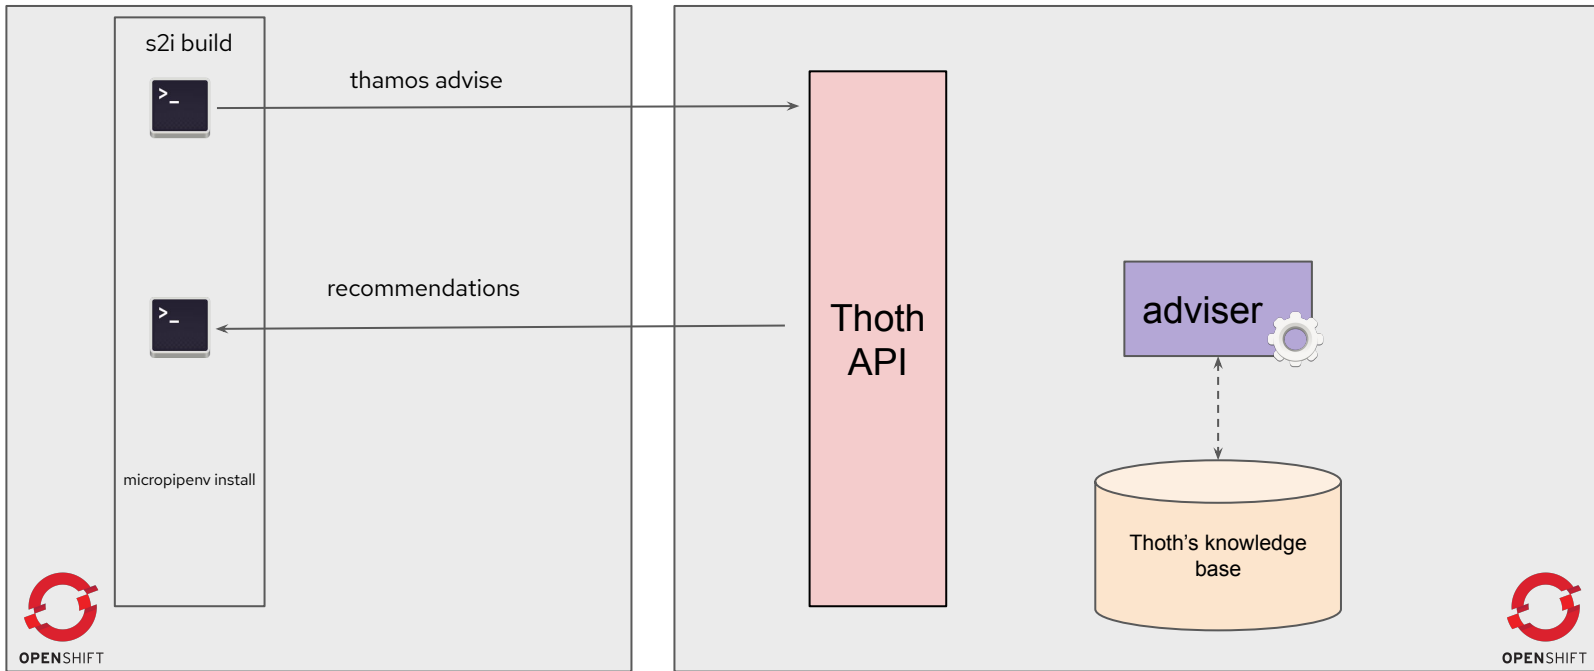 s2i build
>_
thamos advise
>_
recommendations
Thoth
API
adviser
micropipenv install
Thoth’s knowledge
base
OPENSHIFT
OPENSHIFT